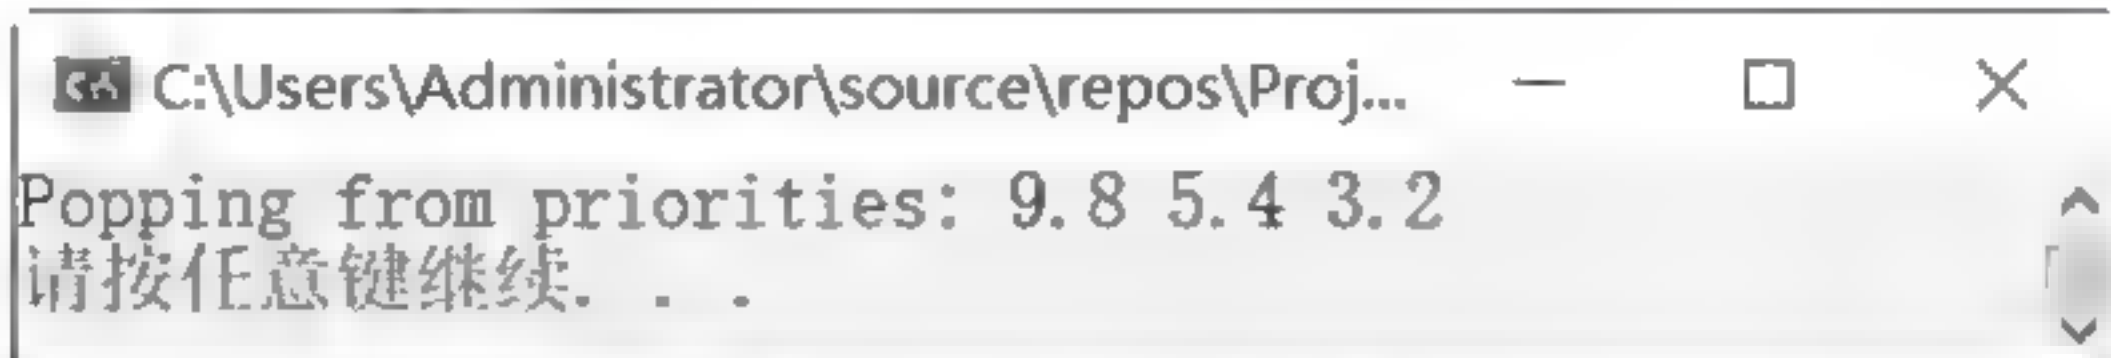 C:\Users\Administrator\source\repos\Proj...
Popping from priorities: 9.8 5.4 3.2
请按任意键继续. . .